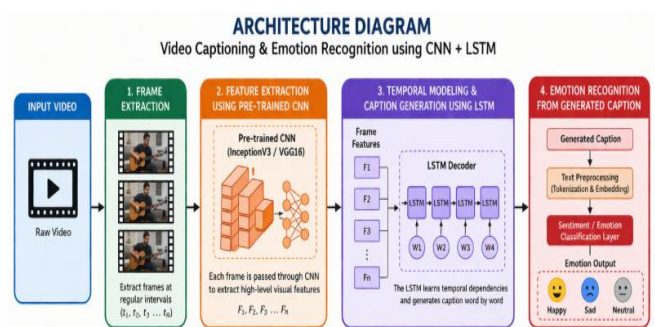 ARCHITECTURE DIAGRAM
Video Captioning & Emotion Recognition using CNN + LSTM
INPUT VIDEO
Raw Video
1. FRAME
EXTRACTION
Extract frames at
regular intervals
(t1, t2, t3 ... tn)
2. FEATURE EXTRACTION
USING PRE-TRAINED CNN
Pre-trained CNN
(InceptionV3 / VGG16)
Each frame is passed through CNN
to extract high-level visual features
F1, F2, F3 ... Fn
3. TEMPORAL MODELING &
CAPTION GENERATION USING LSTM
Frame
Features
F1
F2
F3
⋮
Fn
LSTM Decoder
LSTM LSTM LSTM LSTM
W1 W2 W3 W4
The LSTM learns temporal dependencies
and generates caption word by word
4. EMOTION RECOGNITION
FROM GENERATED CAPTION
Generated Caption
Text Preprocessing
(Tokenization & Embedding)
Sentiment / Emotion
Classification Layer
Emotion Output
Happy Sad Neutral